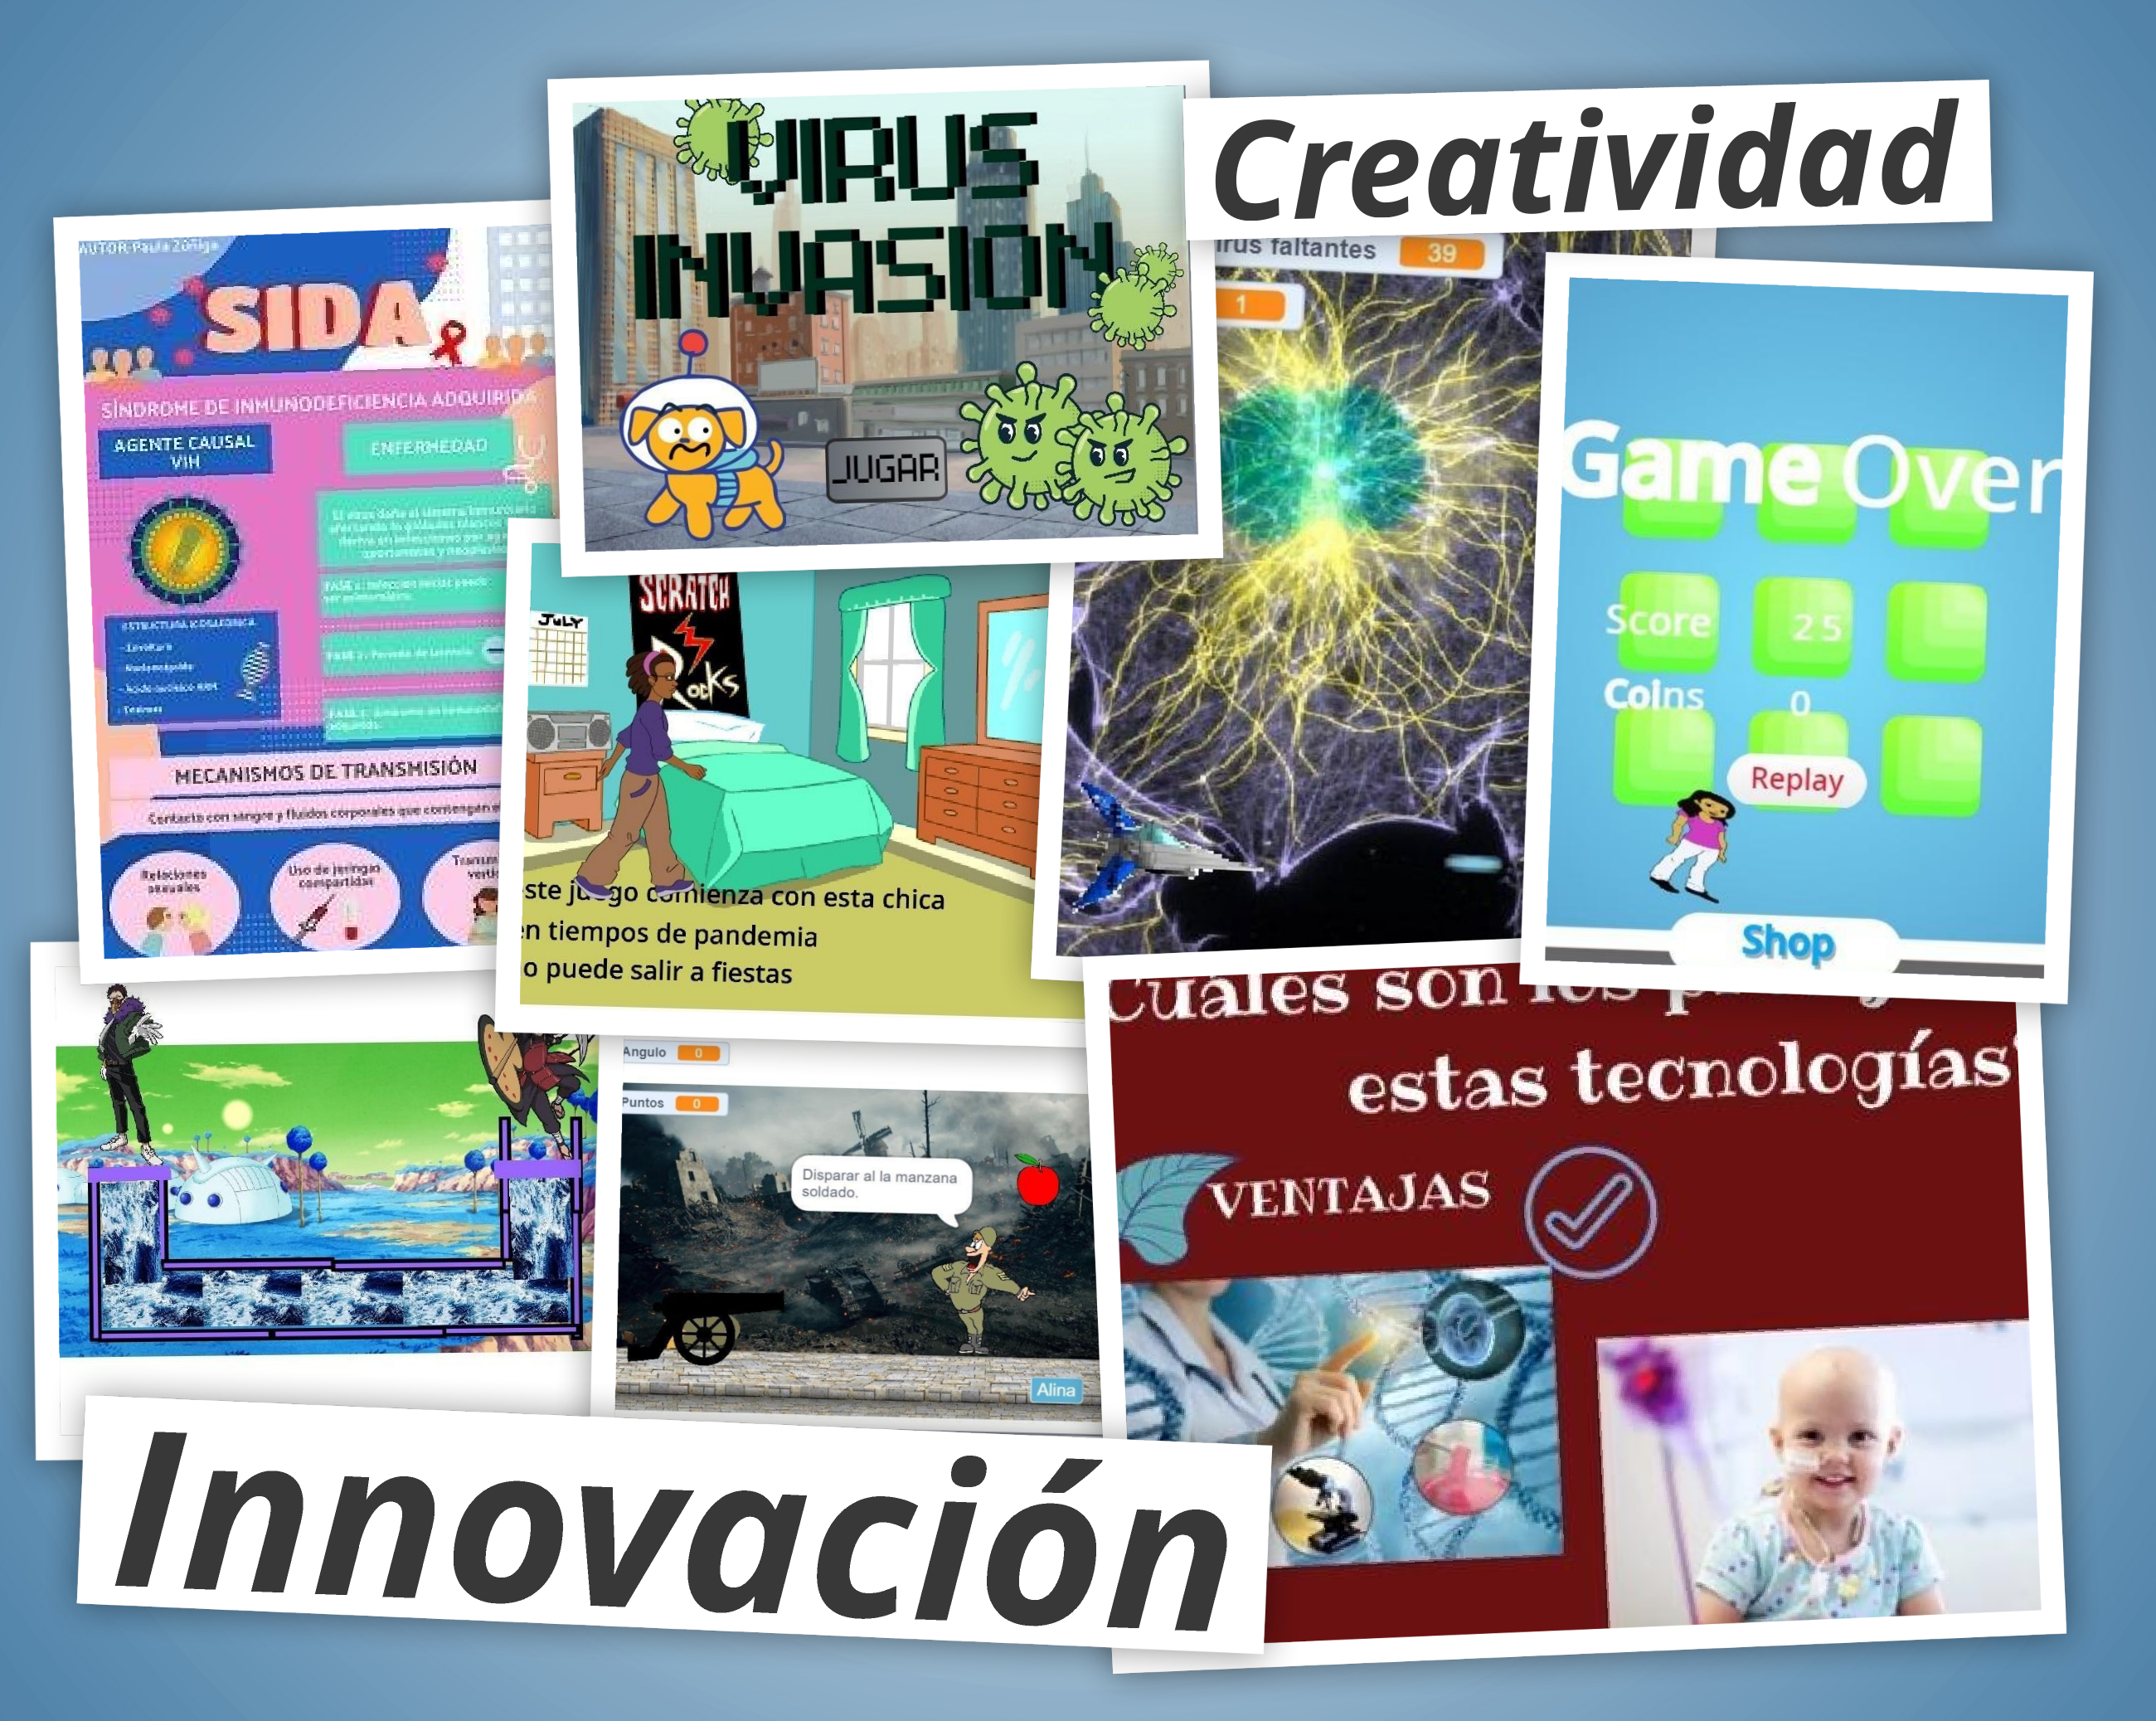 Creatividad
VIRUS
INVASIÓN
JUGAR
AUTOR: Paula Zúñiga
SIDA
SÍNDROME DE INMUNODEFICIENCIA ADQUIRIDA
AGENTE CAUSAL
VIH
ENFERMEDAD
MECANISMOS DE TRANSMISIÓN
Contacto con sangre y fluidos corporales que contengan
Relaciones
sexuales
Uso de jeringas
compartidas
irus faltantes 39
1
Game Over
Score 25
Coins 0
Replay
Shop
SCRATCH
ROCKS
JULY
ste juego comienza con esta chica
en tiempos de pandemia
o puede salir a fiestas
Angulo 0
Puntos 0
Disparar al la manzana
soldado.
Alina
Cuáles son los
estas tecnologías
VENTAJAS
Innovación